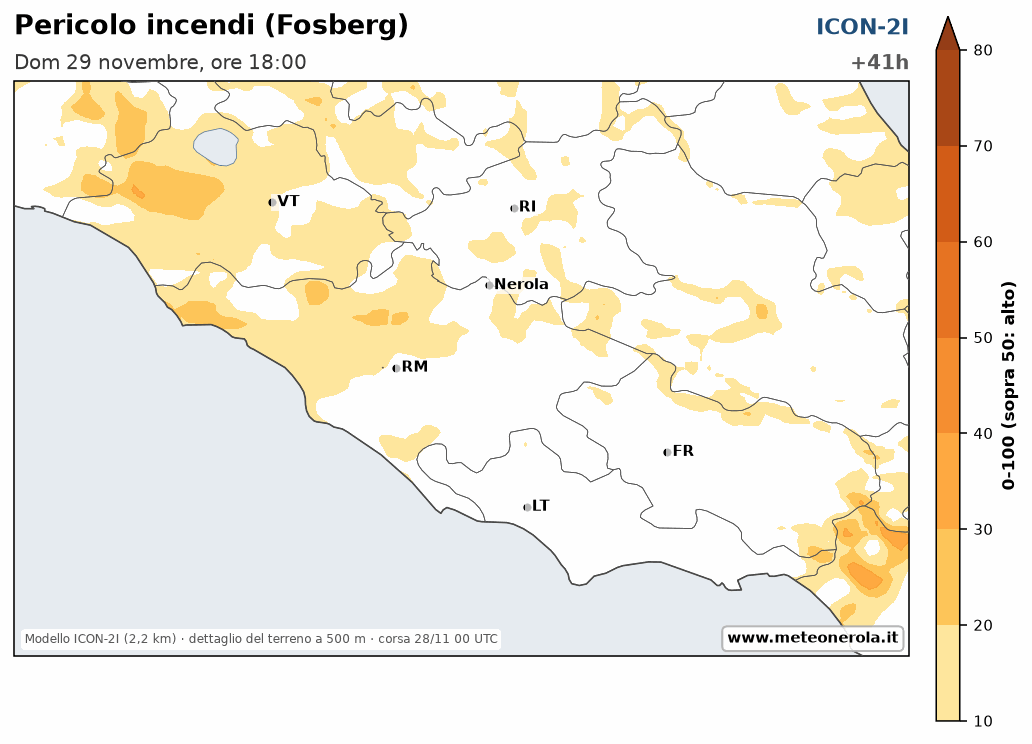 Pericolo incendi (Fosberg)
ICON-2I
Dom 29 novembre, ore 18:00
+41h
VT
RI
Nerola
RM
FR
LT
Modello ICON-2I (2,2 km) · dettaglio del terreno a 500 m · corsa 28/11 00 UTC
www.meteonerola.it
80
70
60
50
40
30
20
10
0-100 (sopra 50: alto)